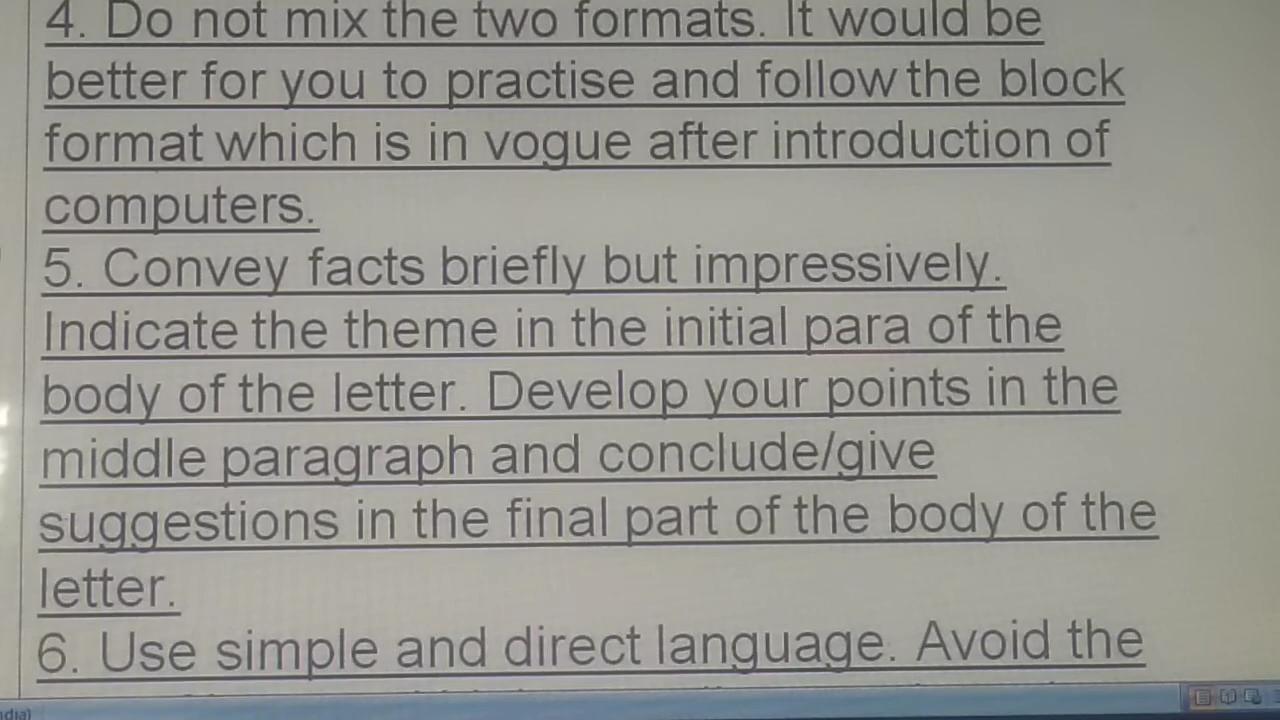 4. Do not mix the two formats. It would be
better for you to practise and follow the block
format which is in vogue after introduction of
computers.
5. Convey facts briefly but impressively.
Indicate the theme in the initial para of the
body of the letter. Develop your points in the
middle paragraph and conclude/give
suggestions in the final part of the body of the
letter.
6. Use simple and direct language. Avoid the